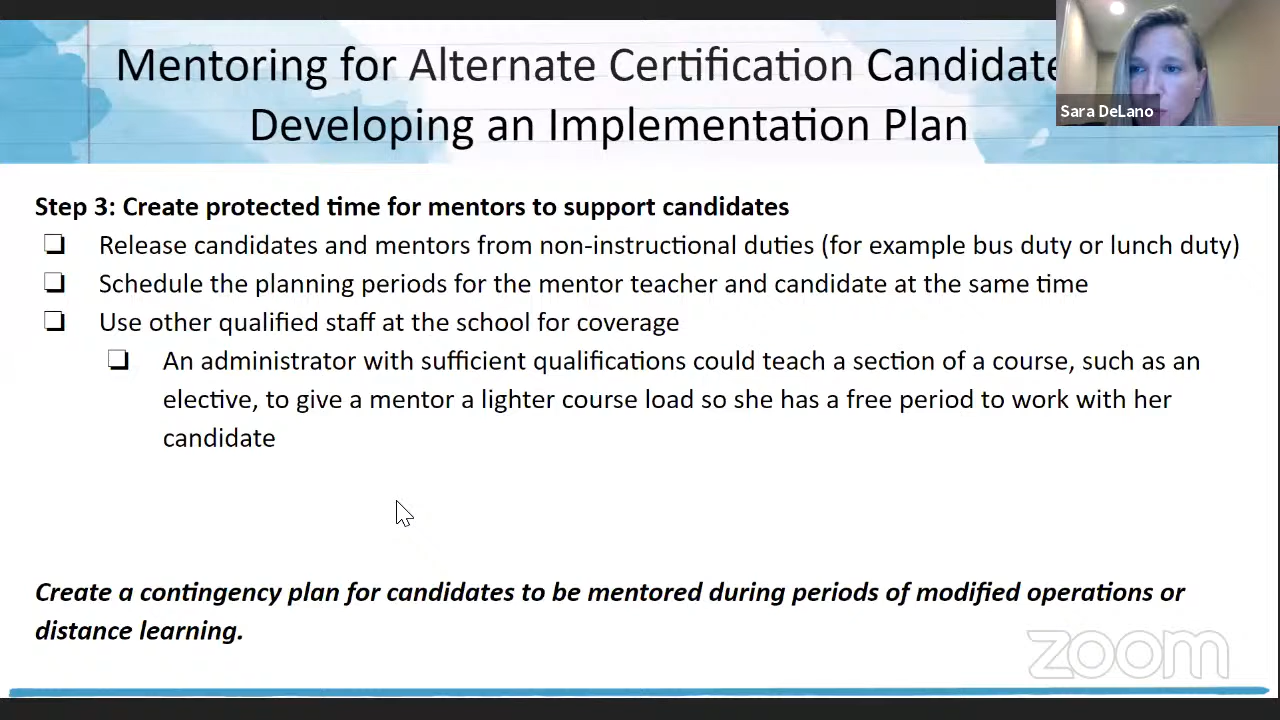 Mentoring for Alternate Certification Candidate
Developing an Implementation Plan
Sara DeLano
Step 3: Create protected time for mentors to support candidates
❏ Release candidates and mentors from non-instructional duties (for example bus duty or lunch duty)
❏ Schedule the planning periods for the mentor teacher and candidate at the same time
❏ Use other qualified staff at the school for coverage
❏ An administrator with sufficient qualifications could teach a section of a course, such as an
elective, to give a mentor a lighter course load so she has a free period to work with her
candidate
Create a contingency plan for candidates to be mentored during periods of modified operations or
distance learning.
zoom